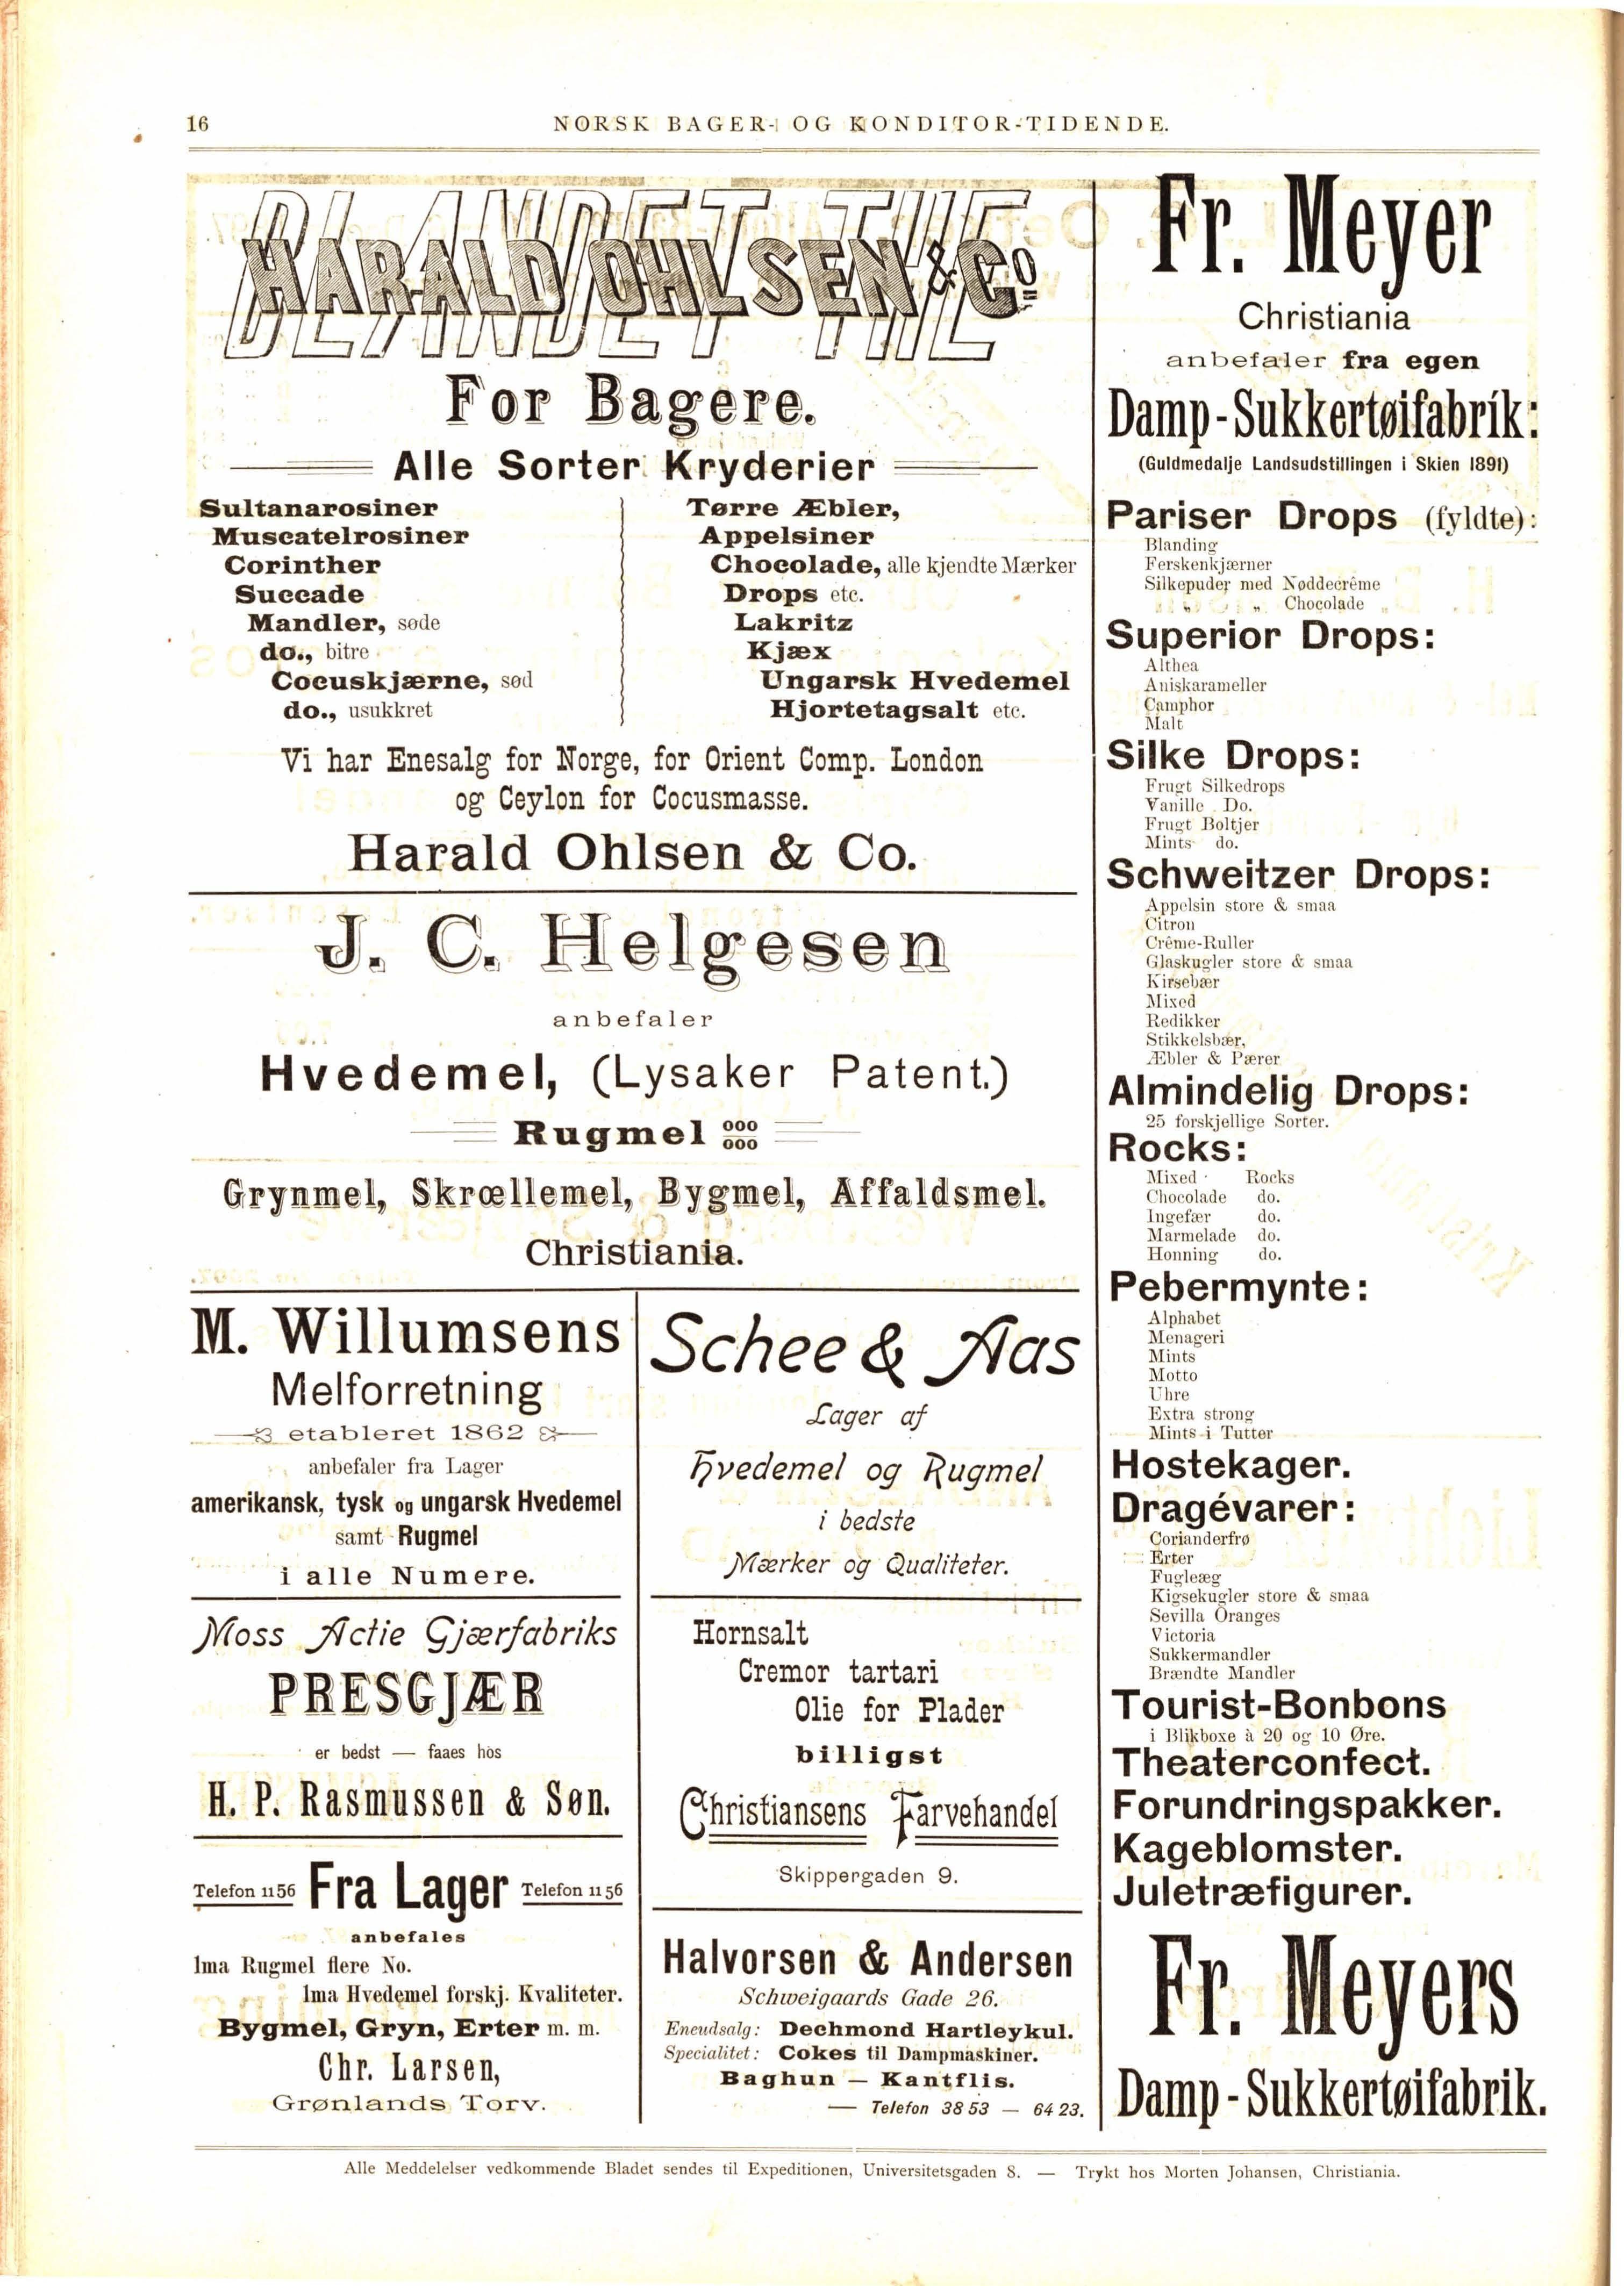 16
NORSK BAGER- OG KONDITOR-TIDENDE.
BLANDET THE
HARALD OHLSEN & Co
For Bagere.
Alle Sorter Kryderier
Sultanarosiner
Muscatelrosiner
Corinther
Succade
Mandler, søde
do., bitre
Cocuskjærne, sød
do., usukkret
Tørre Æbler,
Appelsiner
Chocolade, alle kjendte Mærker
Drops etc.
Lakritz
Kjæx
Ungarsk Hvedemel
Hjortetagsalt etc.
Vi har Enesalg for Norge, for Orient Comp. London
og Ceylon for Cocusmasse.
Harald Ohlsen & Co.
J. C. Helgesen
anbefaler
Hvedemel, (Lysaker Patent.)
Rugmel 000/000
Grynmel, Skrællemel, Bygmel, Affaldsmel.
Christiania.
M. Willumsens
Melforretning
etableret 1862
anbefaler fra Lager
amerikansk, tysk og ungarsk Hvedemel
samt Rugmel
i alle Numere.
Schee & Aas
Lager af
Hvedemel og Rugmel
i bedste
Mærker og Qualiteter.
Moss Actie Gjærfabriks
PRESGJÆR
er bedst — faaes hos
H. P. Rasmussen & Søn.
Hornsalt
Cremor tartari
Olie for Plader
billigst
Christiansens Farvehandel
Skippergaden 9.
Telefon 1156 Fra Lager Telefon 1156
anbefales
1ma Rugmel flere No.
1ma Hvedemel forskj. Kvaliteter.
Bygmel, Gryn, Erter m. m.
Chr. Larsen,
Grønlands Torv.
Halvorsen & Andersen
Schweigaards Gade 26.
Eneudsalg: Dechmond Hartleykul.
Specialitet: Cokes til Dampmaskiner.
Baghun — Kantflis.
— Telefon 38 53 — 64 23.
Fr. Meyer
Christiania
anbefaler fra egen
Damp-Sukkertøifabrik:
(Guldmedalje Landsudstillingen i Skien 1891)
Pariser Drops (fyldte):
Blanding
Ferskenkjærner
Silkepuder med Nøddecrême
„ „ Chocolade
Superior Drops:
Althea
Aniskarameller
Camphor
Malt
Silke Drops:
Frugt Silkedrops
Vanille Do.
Frugt Boltjer
Mints do.
Schweitzer Drops:
Appelsin store & smaa
Citron
Crême-Ruller
Glaskugler store & smaa
Kirsebær
Mixed
Redikker
Stikkelsbær,
Æbler & Pærer
Almindelig Drops:
25 forskjellige Sorter.
Rocks:
Mixed Rocks
Chocolade do.
Ingefær do.
Marmelade do.
Honning do.
Pebermynte:
Alphabet
Menageri
Mints
Motto
Uhre
Extra strong
Mints i Tutter
Hostekager.
Dragévarer:
Corianderfrø
Erter
Fugleæg
Kigsekugler store & smaa
Sevilla Oranges
Victoria
Sukkermandler
Brændte Mandler
Tourist-Bonbons
i Blikboxe à 20 og 10 Øre.
Theaterconfect.
Forundringspakker.
Kageblomster.
Juletræfigurer.
Fr. Meyers
Damp-Sukkertøifabrik.
Alle Meddelelser vedkommende Bladet sendes til Expeditionen, Universitetsgaden 8. — Trykt hos Morten Johansen, Christiania.